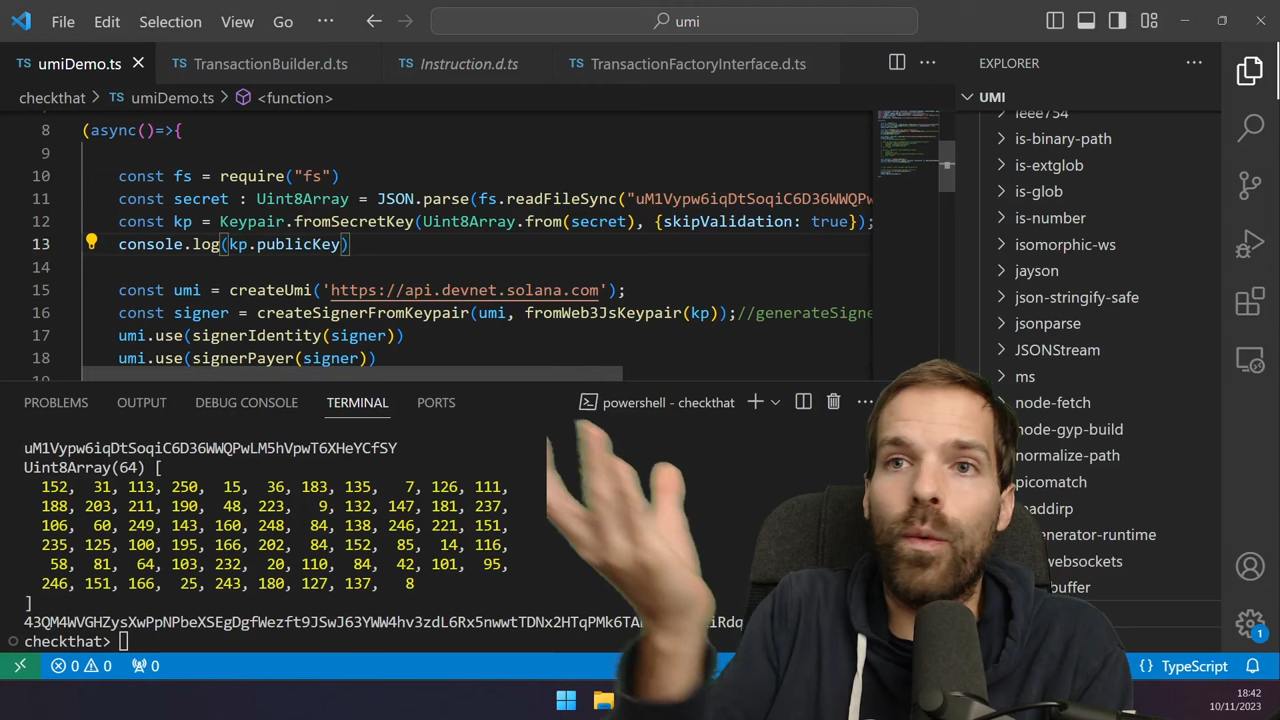 File Edit Selection View Go ··· umi
TS umiDemo.ts TS TransactionBuilder.d.ts TS Instruction.d.ts TS TransactionFactoryInterface.d.ts EXPLORER
checkthat > TS umiDemo.ts > <function> UMI
8 (async()=>{
9
10 const fs = require("fs")
11 const secret : Uint8Array = JSON.parse(fs.readFileSync("uM1Vypw6iqDtSoqiC6D36WWQPw
12 const kp = Keypair.fromSecretKey(Uint8Array.from(secret), {skipValidation: true});
13 console.log(kp.publicKey)
14
15 const umi = createUmi('https://api.devnet.solana.com');
16 const signer = createSignerFromKeypair(umi, fromWeb3JsKeypair(kp));//generateSigne
17 umi.use(signerIdentity(signer))
18 umi.use(signerPayer(signer))
ieee754
is-binary-path
is-extglob
is-glob
is-number
isomorphic-ws
jayson
json-stringify-safe
jsonparse
JSONStream
ms
node-fetch
node-gyp-build
normalize-path
picomatch
PROBLEMS OUTPUT DEBUG CONSOLE TERMINAL PORTS powershell - checkthat
uM1Vypw6iqDtSoqiC6D36WWQPwLM5hVpwT6XHeYCfSY
Uint8Array(64) [
152, 31, 113, 250, 15, 36, 183, 135, 7, 126, 111,
188, 203, 211, 190, 48, 223, 9, 132, 147, 181, 237,
106, 60, 249, 143, 160, 248, 84, 138, 246, 221, 151,
235, 125, 100, 195, 166, 202, 84, 152, 85, 14, 116,
58, 81, 64, 103, 232, 20, 110, 84, 42, 101, 95,
246, 151, 166, 25, 243, 180, 127, 137, 8
]
checkthat>
0 0 0 { } TypeScript
1
18:42
10/11/2023